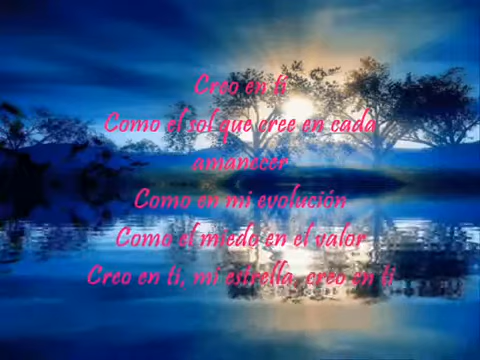 Creo en ti
Como el sol que cree en cada
amanecer
Como en mi evolución
Como el miedo en el valor
Creo en ti, mi estrella, creo en ti